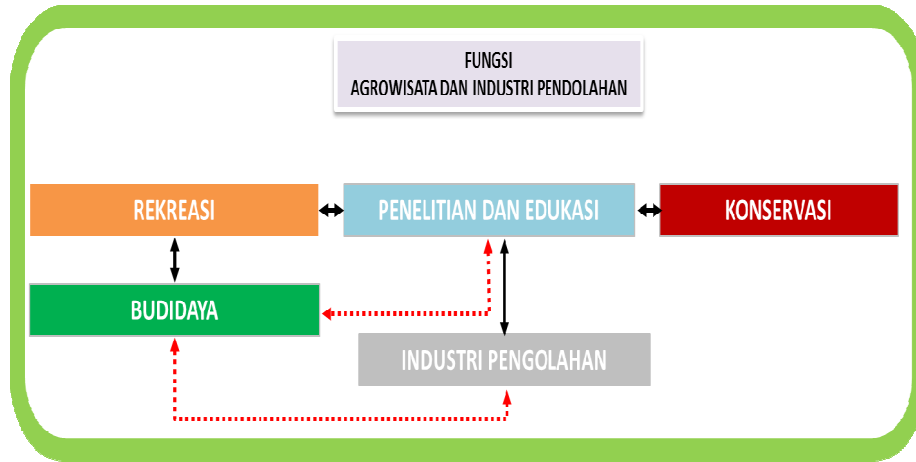 FUNGSI
AGROWISATA DAN INDUSTRI PENDOLAHAN
REKREASI
PENELITIAN DAN EDUKASI
KONSERVASI
BUDIDAYA
INDUSTRI PENGOLAHAN